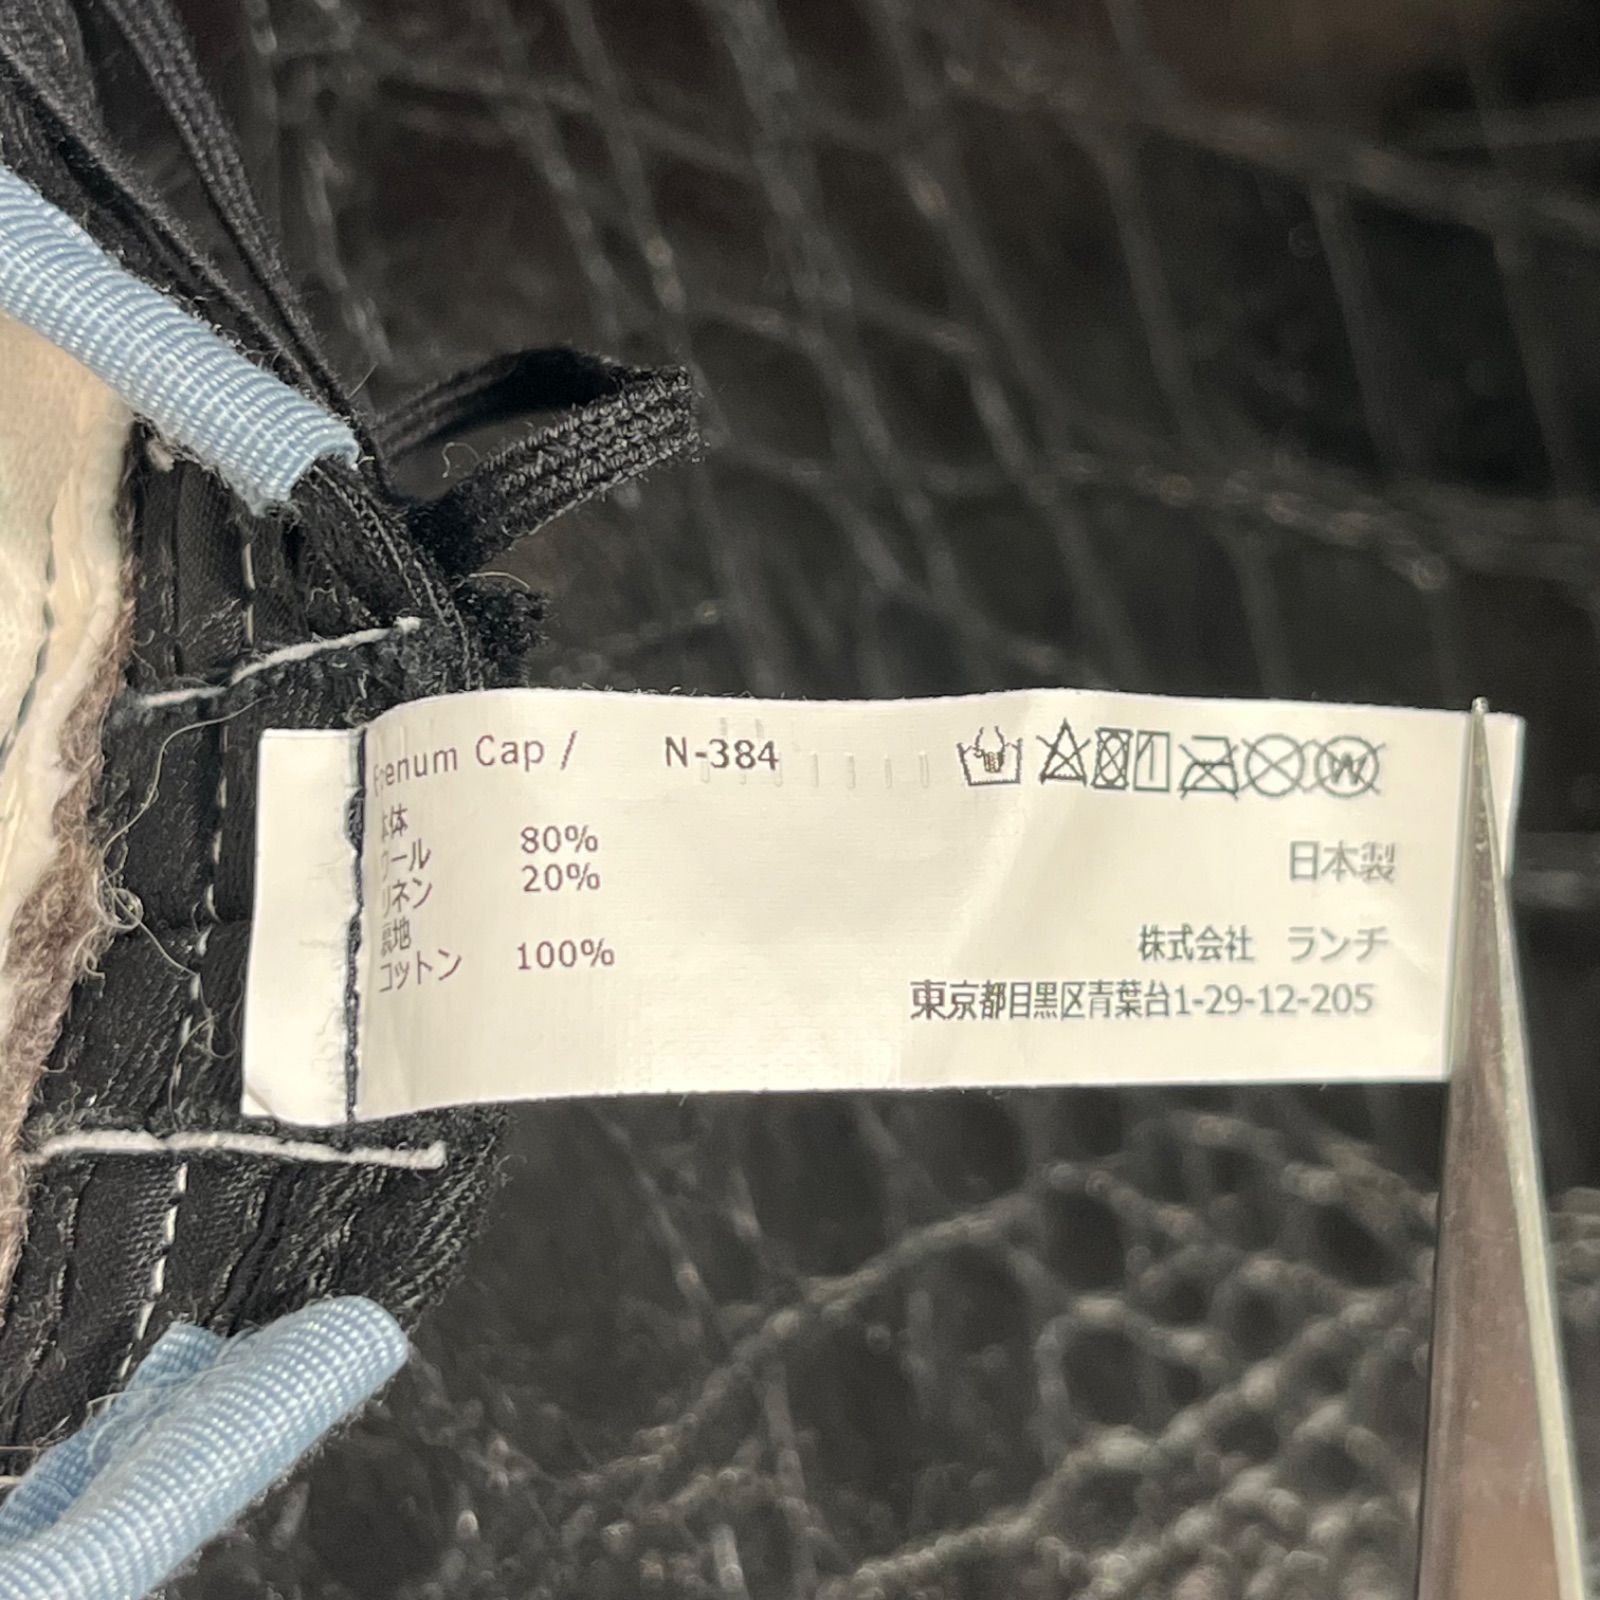 Frenum Cap / N-384
本体
ウール 80%
リネン 20%
裏地
コットン 100%
日本製
株式会社 ランチ
東京都目黒区青葉台1-29-12-205